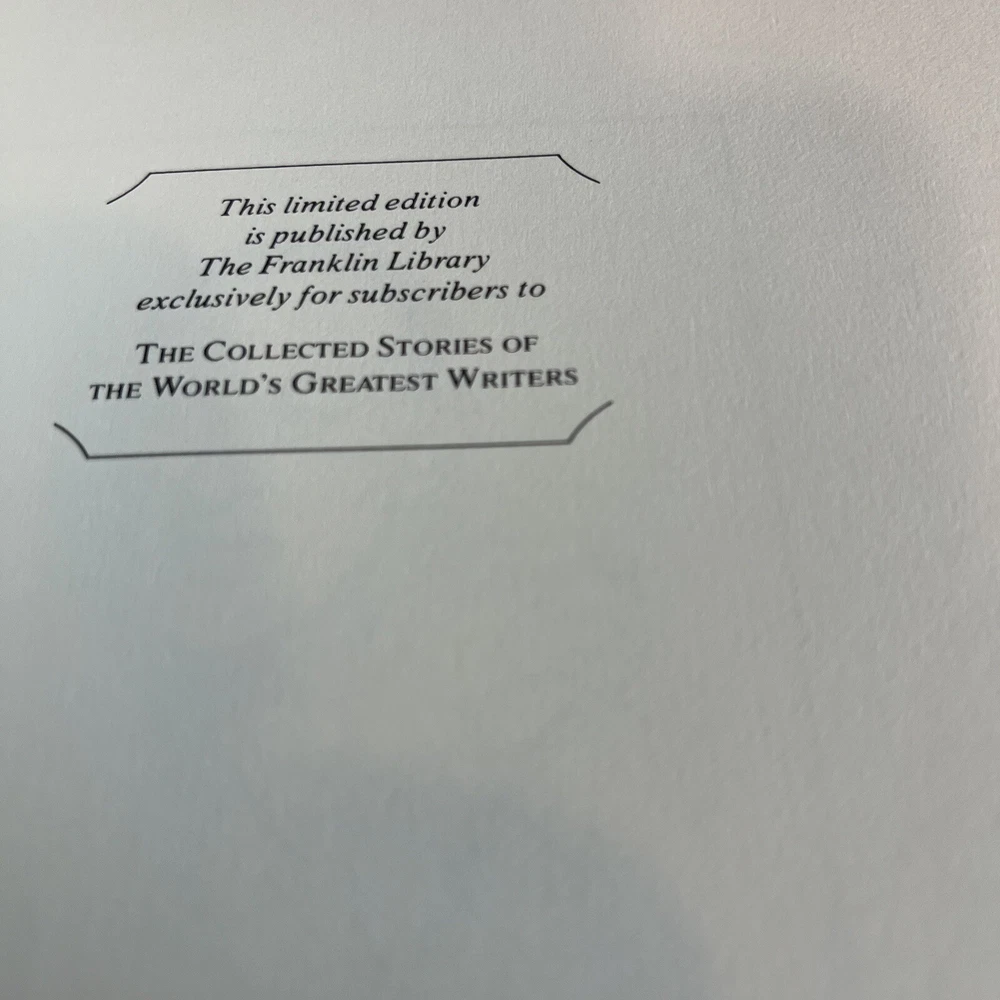 This limited edition
is published by
The Franklin Library
exclusively for subscribers to
THE COLLECTED STORIES OF
THE WORLD'S GREATEST WRITERS